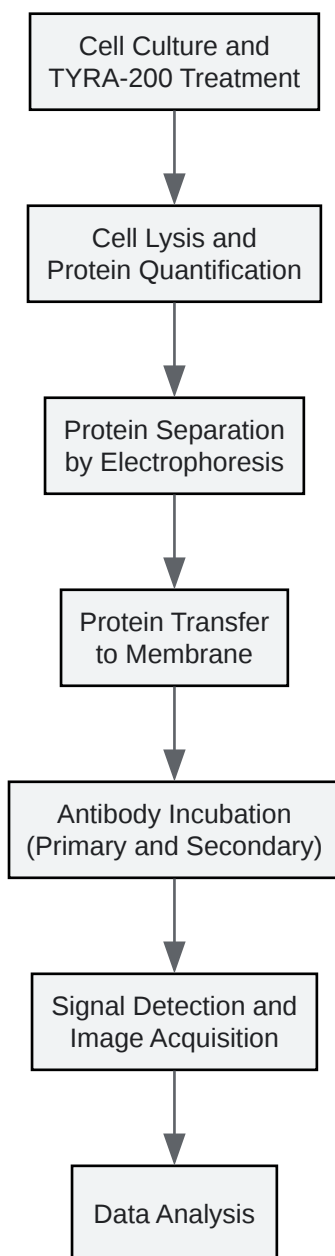 Cell Culture and
TYRA-200 Treatment
Cell Lysis and
Protein Quantification
Protein Separation
by Electrophoresis
Protein Transfer
to Membrane
Antibody Incubation
(Primary and Secondary)
Signal Detection and
Image Acquisition
Data Analysis